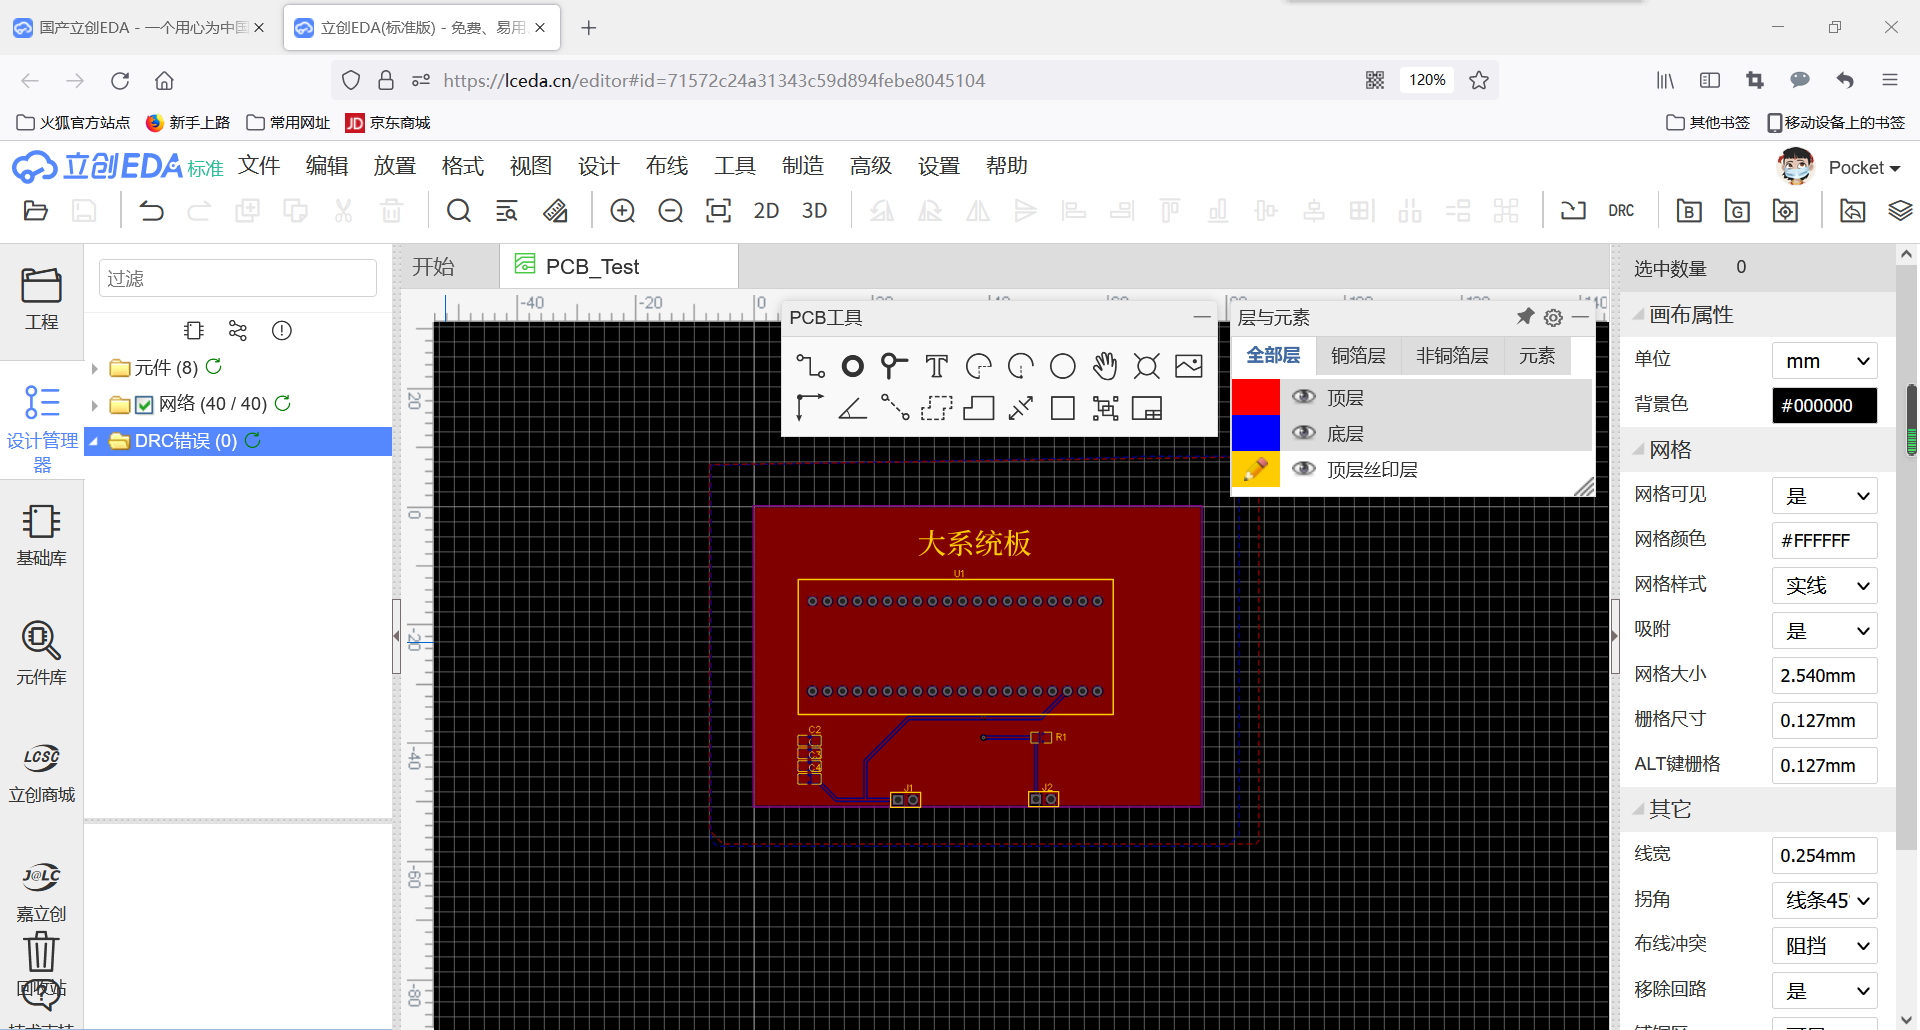 国产立创EDA - 一个用心为中国
立创EDA(标准版) - 免费、易用
https://lceda.cn/editor#id=71572c24a31343c59d894febe8045104
120%
火狐官方站点
新手上路
常用网址
JD 京东商城
其他书签
移动设备上的书签
立创EDA 标准
文件 编辑 放置 格式 视图 设计 布线 工具 制造 高级 设置 帮助
Pocket
2D 3D
DRC
B G
工程
设计管理器
基础库
元件库
LCSC
立创商城
J@LC
嘉立创
回收站
过滤
元件 (8)
网络 (40 / 40)
DRC错误 (0)
开始
PCB_Test
-40 -20 0
20
0
-20
-40
-60
-80
PCB工具
层与元素
全部层 铜箔层 非铜箔层 元素
顶层
底层
顶层丝印层
大系统板
U1
C2
R1
J1
J2
选中数量 0
画布属性
单位 mm
背景色 #000000
网格
网格可见 是
网格颜色 #FFFFFF
网格样式 实线
吸附 是
网格大小 2.540mm
栅格尺寸 0.127mm
ALT键栅格 0.127mm
其它
线宽 0.254mm
拐角 线条45°
布线冲突 阻挡
移除回路 是